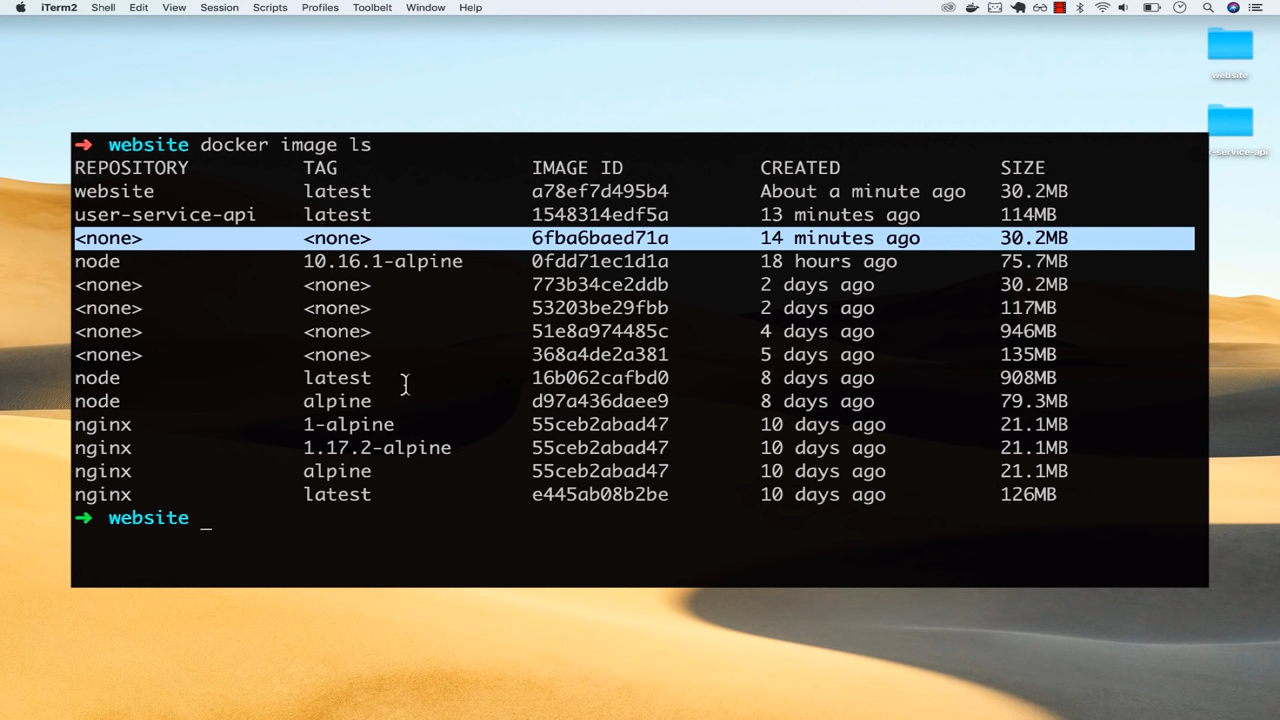 iTerm2 Shell Edit View Session Scripts Profiles Toolbelt Window Help
website
r-service-api
➜ website docker image ls
REPOSITORY TAG IMAGE ID CREATED SIZE
website latest a78ef7d495b4 About a minute ago 30.2MB
user-service-api latest 1548314edf5a 13 minutes ago 114MB
<none> <none> 6fba6baed71a 14 minutes ago 30.2MB
node 10.16.1-alpine 0fdd71ec1d1a 18 hours ago 75.7MB
<none> <none> 773b34ce2ddb 2 days ago 30.2MB
<none> <none> 53203be29fbb 2 days ago 117MB
<none> <none> 51e8a974485c 4 days ago 946MB
<none> <none> 368a4de2a381 5 days ago 135MB
node latest 16b062cafbd0 8 days ago 908MB
node alpine d97a436daee9 8 days ago 79.3MB
nginx 1-alpine 55ceb2abad47 10 days ago 21.1MB
nginx 1.17.2-alpine 55ceb2abad47 10 days ago 21.1MB
nginx alpine 55ceb2abad47 10 days ago 21.1MB
nginx latest e445ab08b2be 10 days ago 126MB
➜ website _